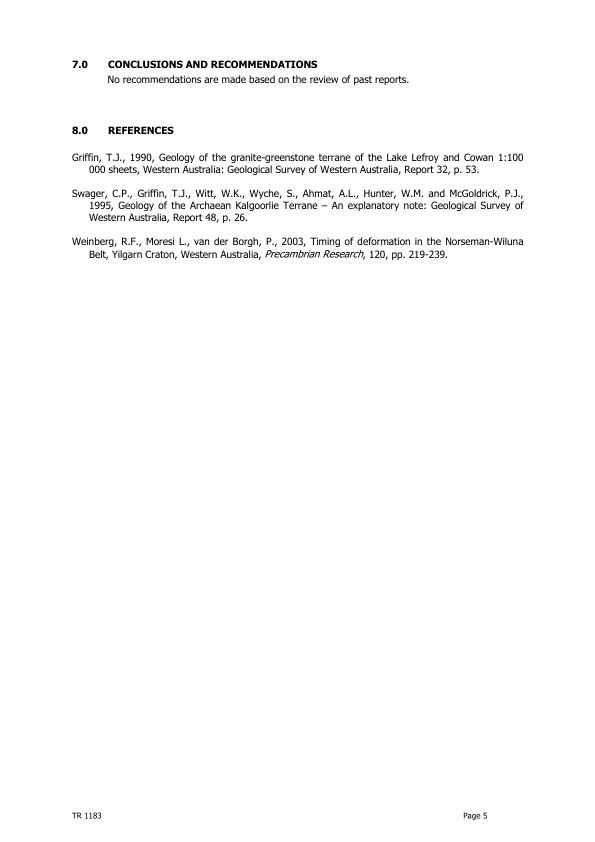 7.0 CONCLUSIONS AND RECOMMENDATIONS
No recommendations are made based on the review of past reports.
8.0 REFERENCES
Griffin, T.J., 1990, Geology of the granite-greenstone terrane of the Lake Lefroy and Cowan 1:100
000 sheets, Western Australia: Geological Survey of Western Australia, Report 32, p. 53.
Swager, C.P., Griffin, T.J., Witt, W.K., Wyche, S., Ahmat, A.L., Hunter, W.M. and McGoldrick, P.J.,
1995, Geology of the Archaean Kalgoorlie Terrane – An explanatory note: Geological Survey of
Western Australia, Report 48, p. 26.
Weinberg, R.F., Moresi L., van der Borgh, P., 2003, Timing of deformation in the Norseman-Wiluna
Belt, Yilgarn Craton, Western Australia, Precambrian Research, 120, pp. 219-239.
TR 1183 Page 5